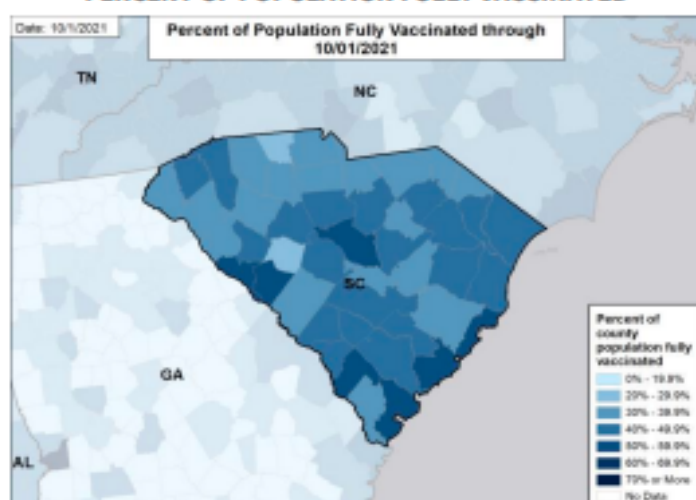 Date: 10/1/2021
Percent of Population Fully Vaccinated through
10/01/2021
TN
NC
SC
GA
AL
Percent of
county
population fully
vaccinated
0% - 19.9%
20% - 29.9%
30% - 39.9%
40% - 49.9%
50% - 59.9%
60% - 69.9%
70% or More
No Data